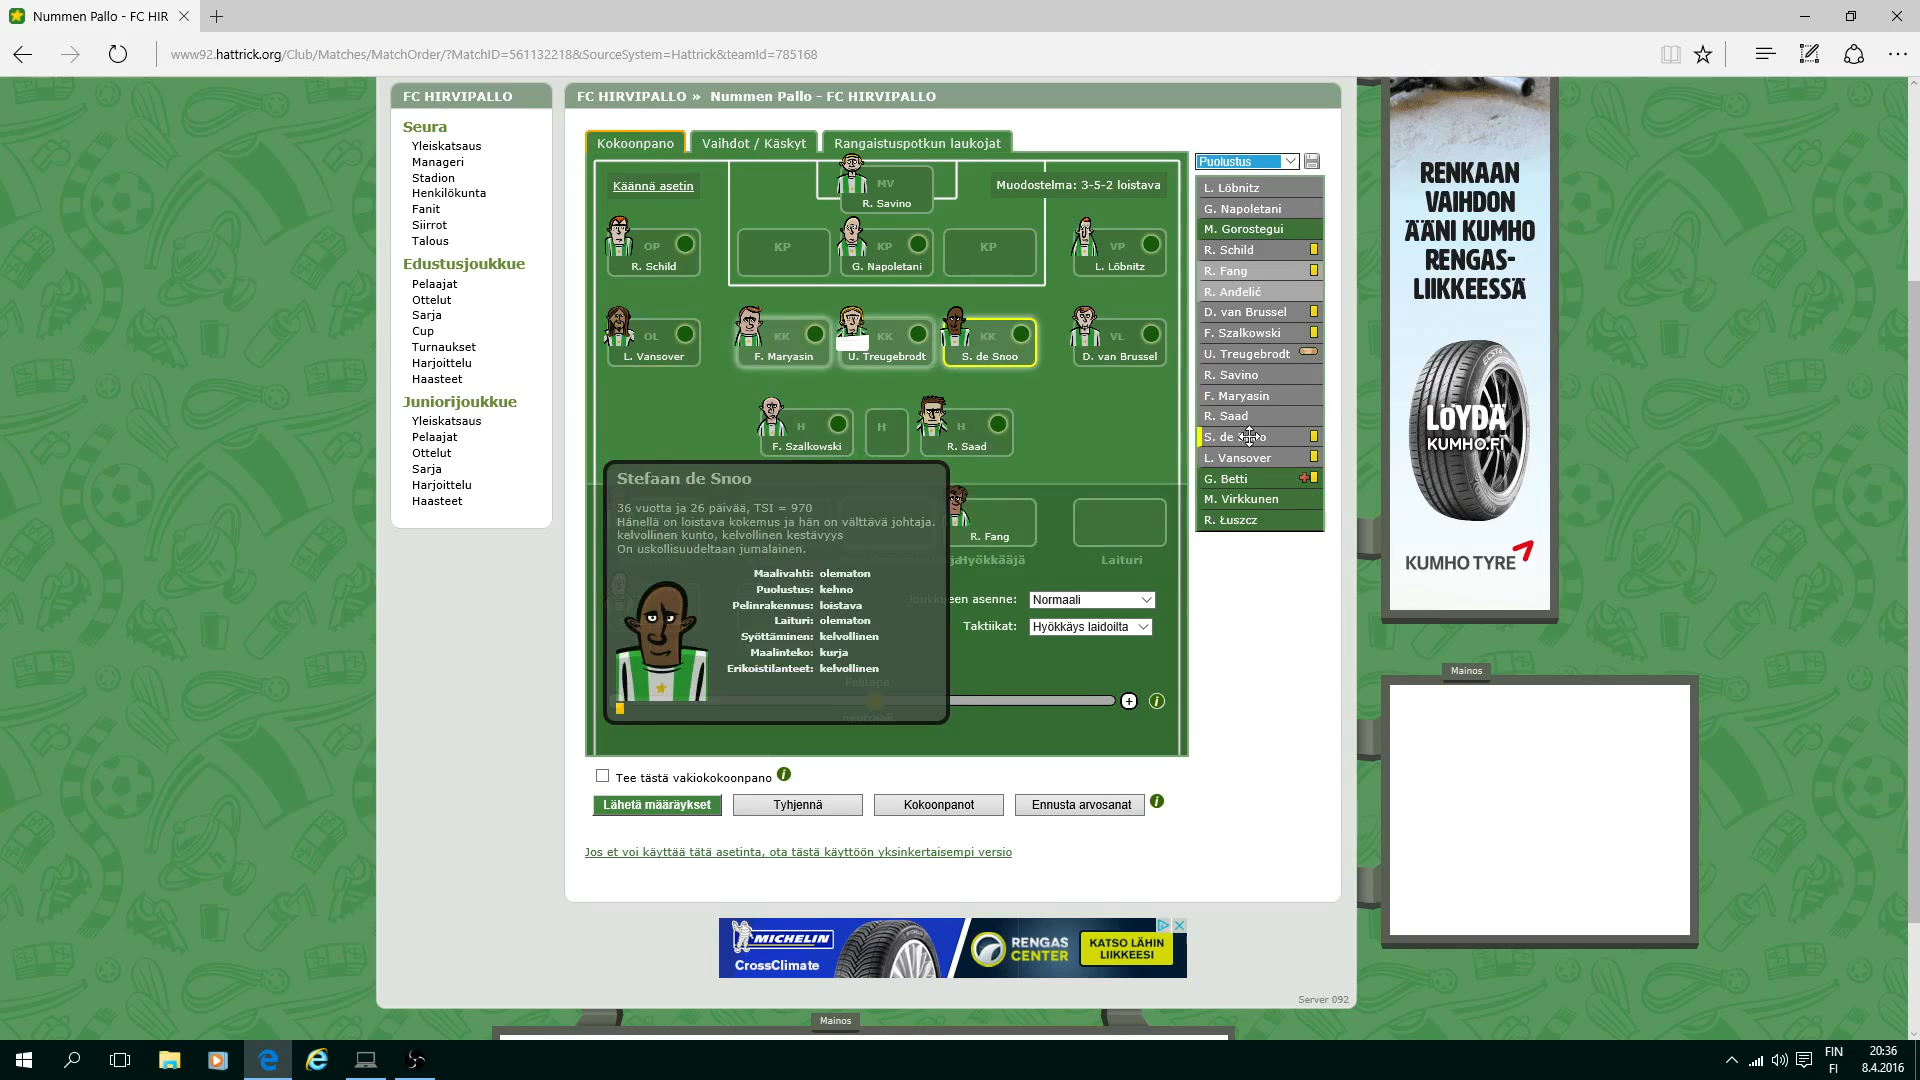 Nummen Pallo - FC HIR
www92.hattrick.org/Club/Matches/MatchOrder/?MatchID=561132218&SourceSystem=Hattrick&teamId=785168
FC HIRVIPALLO
Seura
Yleiskatsaus
Manageri
Stadion
Henkilökunta
Fanit
Siirrot
Talous
Edustusjoukkue
Pelaajat
Ottelut
Sarja
Cup
Turnaukset
Harjoittelu
Haasteet
Juniorijoukkue
Yleiskatsaus
Pelaajat
Ottelut
Sarja
Harjoittelu
Haasteet
FC HIRVIPALLO » Nummen Pallo - FC HIRVIPALLO
Kokoonpano
Vaihdot / Käskyt
Rangaistuspotkun laukojat
Käännä asetin
Muodostelma: 3-5-2 loistava
MV
R. Savino
OP
R. Schild
KP
KP
G. Napoletani
KP
VP
L. Löbnitz
OL
L. Vansover
KK
F. Maryasin
KK
U. Treugebrodt
KK
S. de Snoo
VL
D. van Brussel
H
F. Szalkowski
H
H
R. Saad
Stefaan de Snoo
36 vuotta ja 26 päivää, TSI = 970
Hänellä on loistava kokemus ja hän on välttävä johtaja.
kelvollinen kunto, kelvollinen kestävyys
On uskollisuudeltaan jumalainen.
Maalivahti: olematon
Puolustus: kehno
Pelinrakennus: loistava
Laituri: olematon
Syöttäminen: kelvollinen
Maalinteko: kurja
Erikoistilanteet: kelvollinen
R. Fang
Hyökkääjä
Laituri
Joukkueen asenne: Normaali
Taktiikat: Hyökkäys laidoilta
Pelitapa
neutraali
Puolustus
L. Löbnitz
G. Napoletani
M. Gorostegui
R. Schild
R. Fang
R. Anđelić
D. van Brussel
F. Szalkowski
U. Treugebrodt
R. Savino
F. Maryasin
R. Saad
S. de
L. Vansover
G. Betti
M. Virkkunen
R. Łuszcz
Tee tästä vakiokokoonpano
Lähetä määräykset
Tyhjennä
Kokoonpanot
Ennusta arvosanat
Jos et voi käyttää tätä asetinta, ota tästä käyttöön yksinkertaisempi versio
MICHELIN
CrossClimate
RENGAS
CENTER
KATSO LÄHIN
LIIKKEESI
Server 092
Mainos
RENKAAN
VAIHDON
ÄÄNI KUMHO
RENGAS-
LIIKKEESSÄ
LÖYDÄ
KUMHO.FI
KUMHO TYRE
Mainos
FIN
FI
20:36
8.4.2016